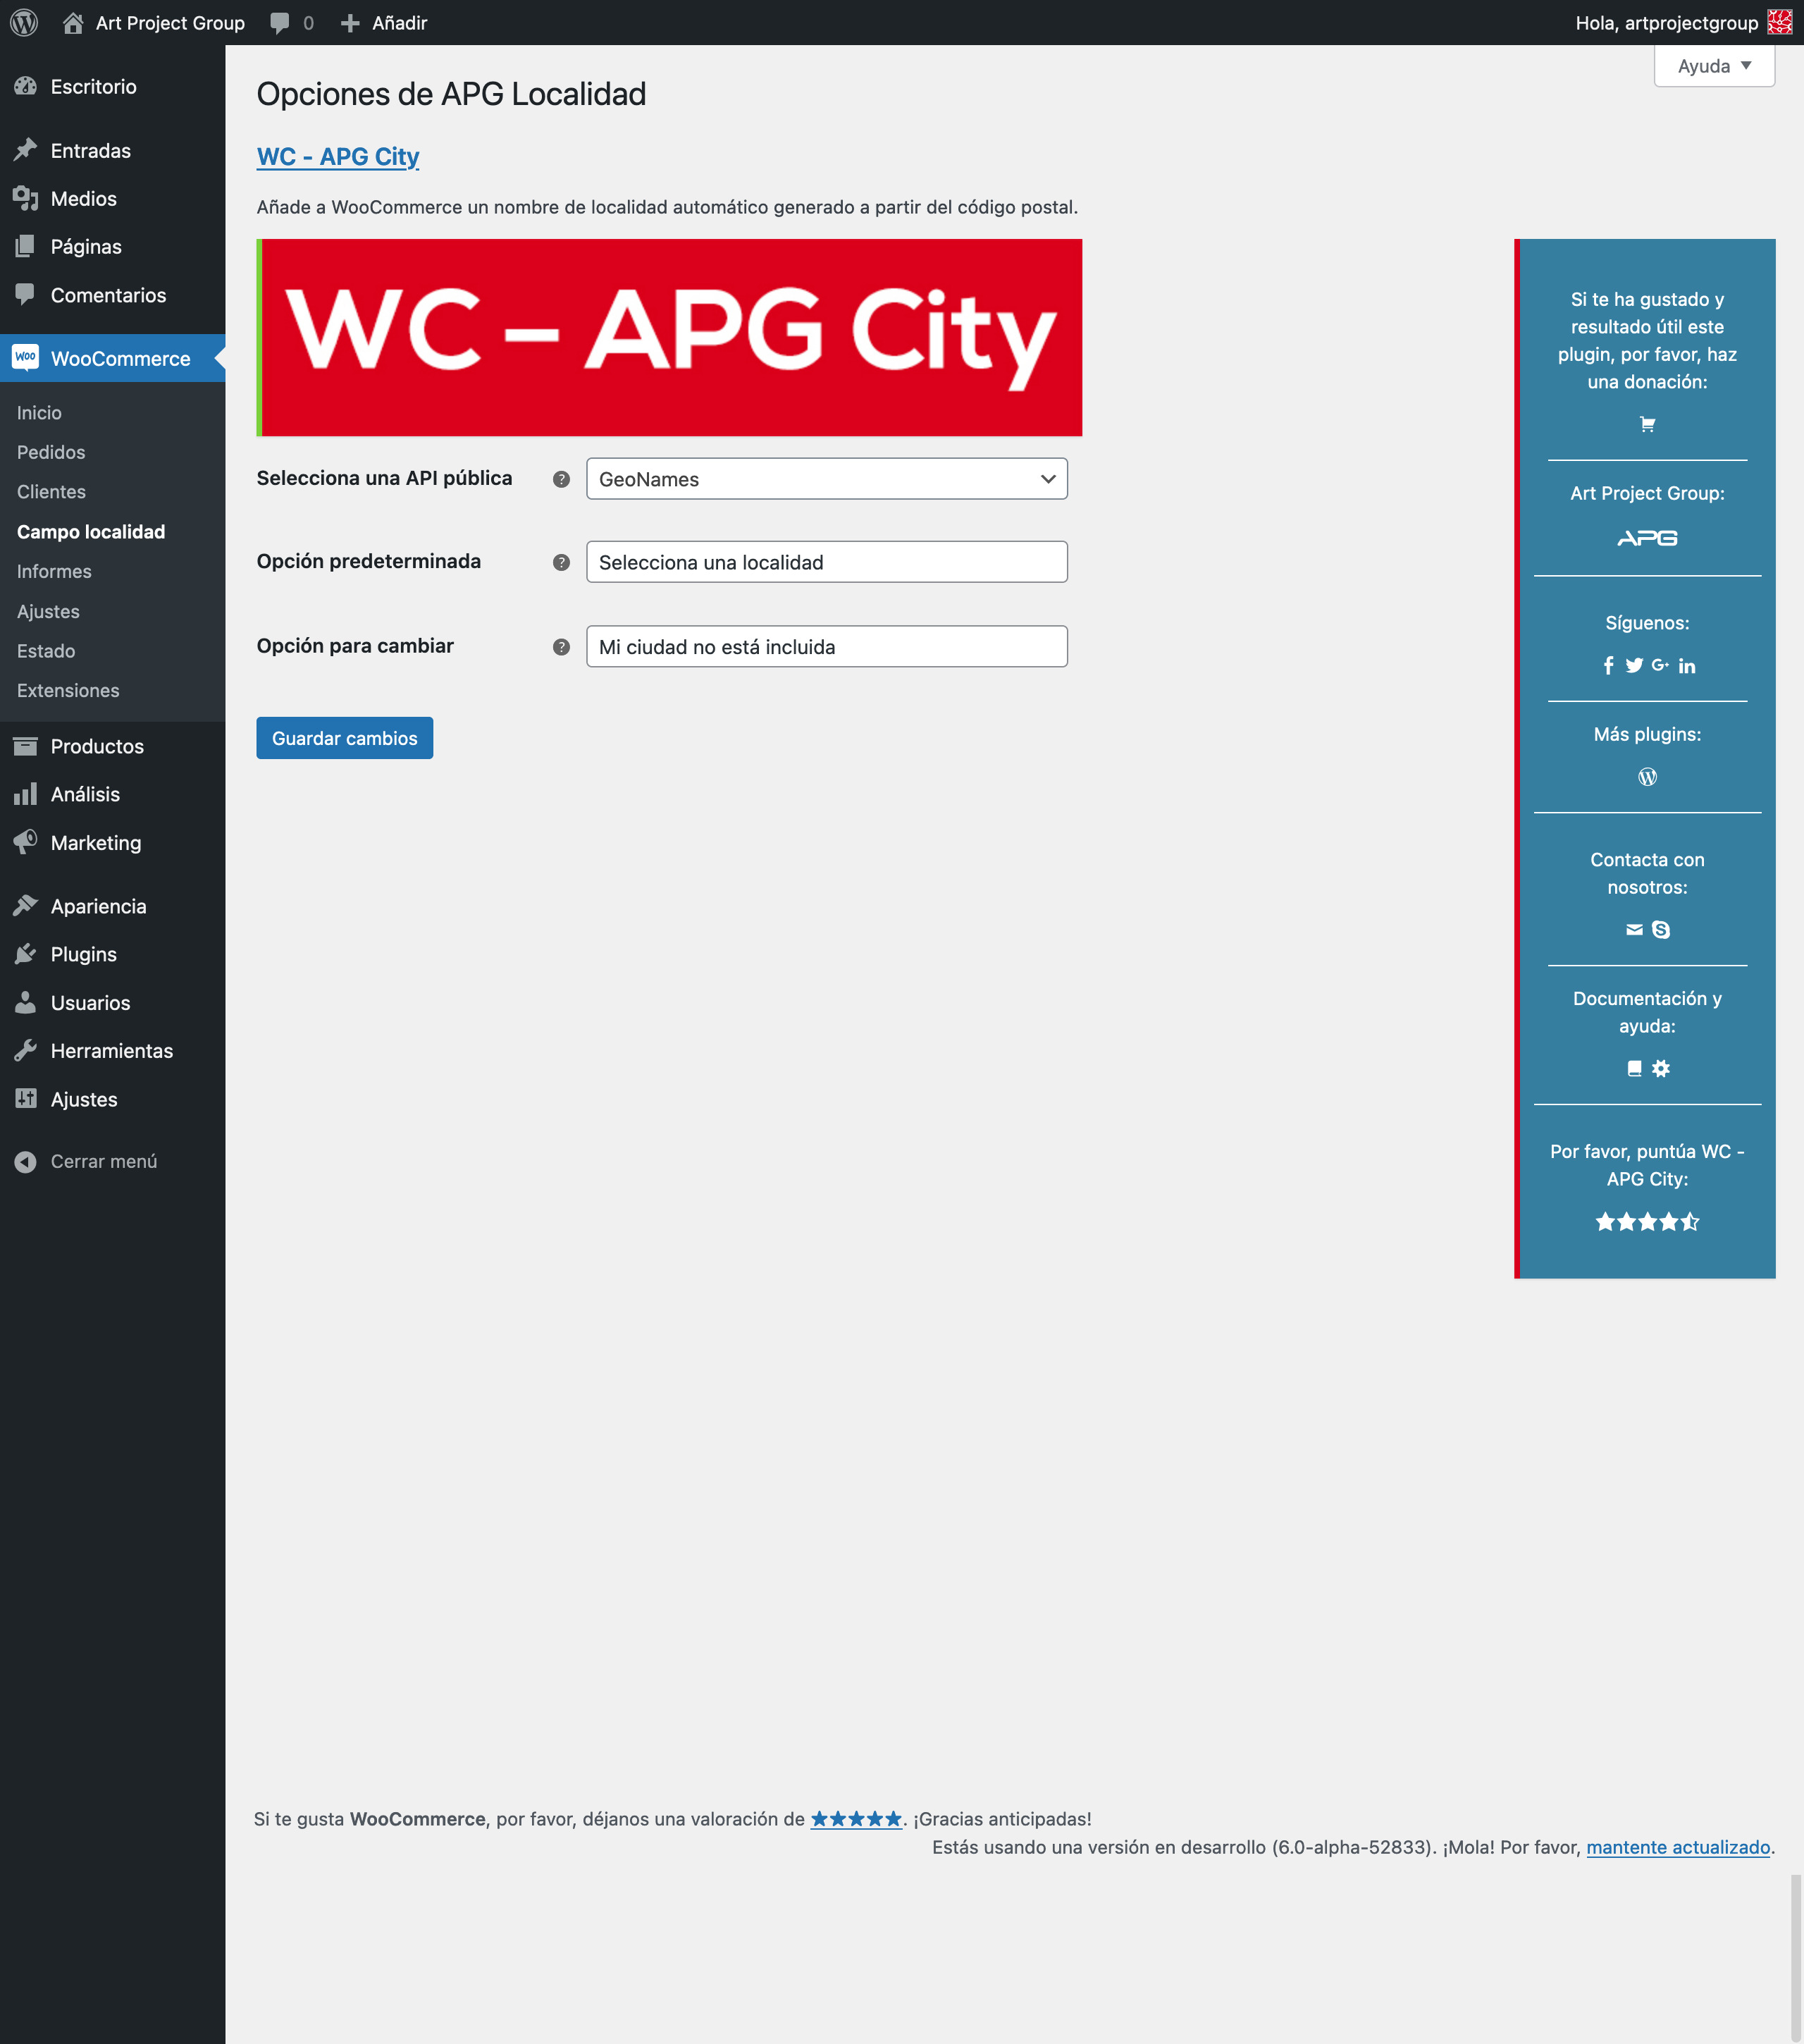 Art Project Group
0
Añadir
Hola, artprojectgroup
Escritorio
Entradas
Medios
Páginas
Comentarios
Woo
WooCommerce
Inicio
Pedidos
Clientes
Campo localidad
Informes
Ajustes
Estado
Extensiones
Productos
Análisis
Marketing
Apariencia
Plugins
Usuarios
Herramientas
Ajustes
Cerrar menú
Ayuda
Opciones de APG Localidad
WC - APG City
Añade a WooCommerce un nombre de localidad automático generado a partir del código postal.
WC – APG City
Selecciona una API pública
?
GeoNames
Opción predeterminada
?
Selecciona una localidad
Opción para cambiar
?
Mi ciudad no está incluida
Guardar cambios
Si te ha gustado y
resultado útil este
plugin, por favor, haz
una donación:
Art Project Group:
APG
Síguenos:
Más plugins:
Contacta con
nosotros:
Documentación y
ayuda:
Por favor, puntúa WC -
APG City:
Si te gusta WooCommerce, por favor, déjanos una valoración de ★★★★★. ¡Gracias anticipadas!
Estás usando una versión en desarrollo (6.0-alpha-52833). ¡Mola! Por favor, mantente actualizado.